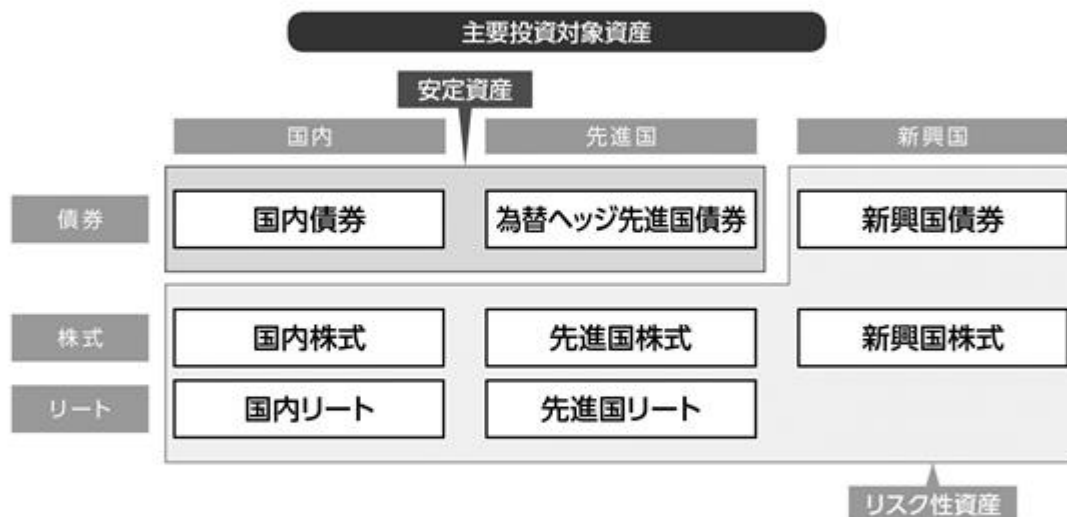 主要投資対象資産
安定資産
国内 先進国 新興国
債券 国内債券 為替ヘッジ先進国債券 新興国債券
株式 国内株式 先進国株式 新興国株式
リート 国内リート 先進国リート
リスク性資産